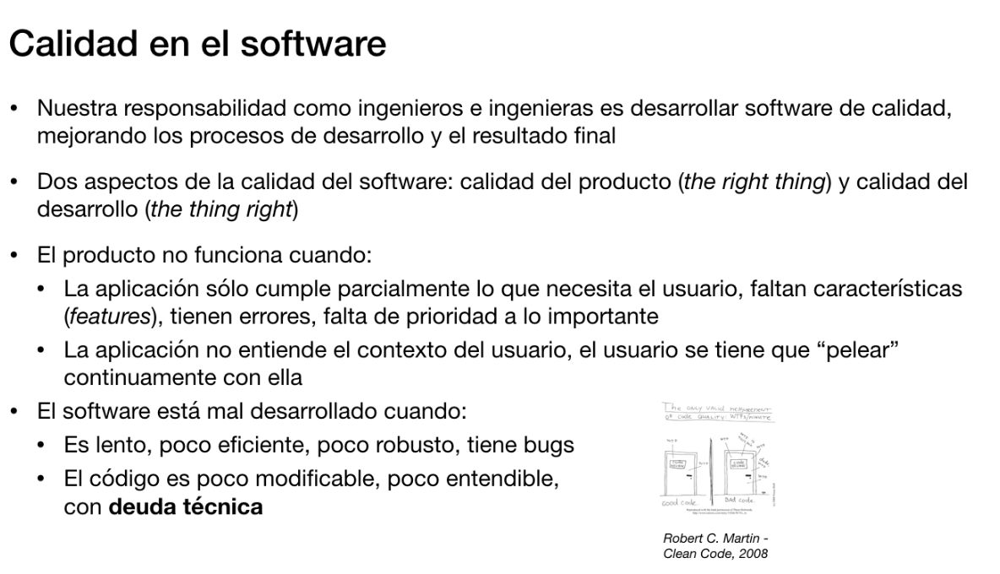 Calidad en el software
• Nuestra responsabilidad como ingenieros e ingenieras es desarrollar software de calidad,
mejorando los procesos de desarrollo y el resultado final
• Dos aspectos de la calidad del software: calidad del producto (the right thing) y calidad del
desarrollo (the thing right)
• El producto no funciona cuando:
• La aplicación sólo cumple parcialmente lo que necesita el usuario, faltan características
(features), tienen errores, falta de prioridad a lo importante
• La aplicación no entiende el contexto del usuario, el usuario se tiene que “pelear”
continuamente con ella
• El software está mal desarrollado cuando:
• Es lento, poco eficiente, poco robusto, tiene bugs
• El código es poco modificable, poco entendible,
con deuda técnica
The ONLY VALID MEASUREMENT
OF CODE QUALITY: WTFs/MINUTE
CODE
REVIEW
CODE
REVIEW
GOOD code.
BAD code.
Robert C. Martin -
Clean Code, 2008